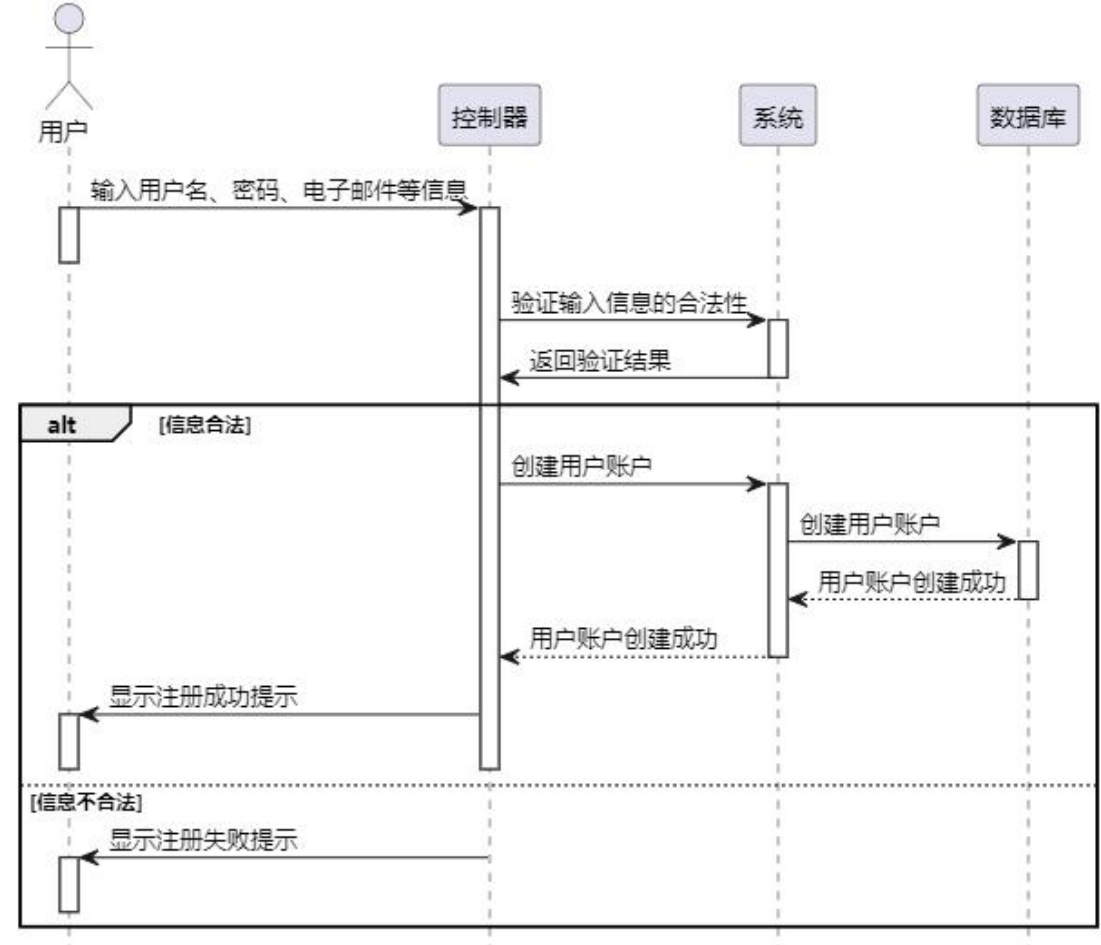 用户
控制器
系统
数据库
输入用户名、密码、电子邮件等信息
验证输入信息的合法性
返回验证结果
alt
[信息合法]
创建用户账户
创建用户账户
用户账户创建成功
用户账户创建成功
显示注册成功提示
[信息不合法]
显示注册失败提示